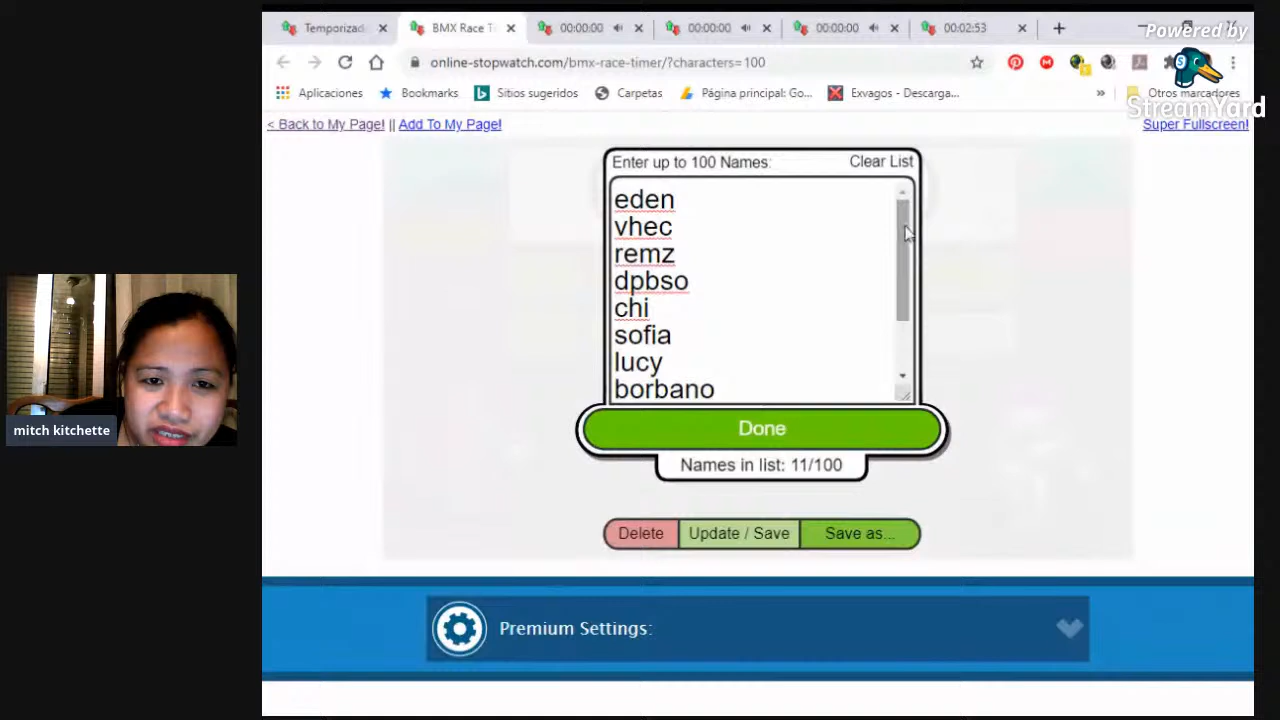 Temporizad
BMX Race T
00:00:00
00:00:00
00:00:00
00:02:53
Powered by
online-stopwatch.com/bmx-race-timer/?characters=100
StreamYard
Aplicaciones
Bookmarks
Sitios sugeridos
Carpetas
Página principal: Go...
Exvagos - Descarga...
»
Otros marcadores
< Back to My Page! || Add To My Page!
Super Fullscreen!
Enter up to 100 Names:
Clear List
eden
vhec
remz
dpbso
chi
sofia
lucy
borbano
Done
Names in list: 11/100
Delete
Update / Save
Save as...
mitch kitchette
Premium Settings: